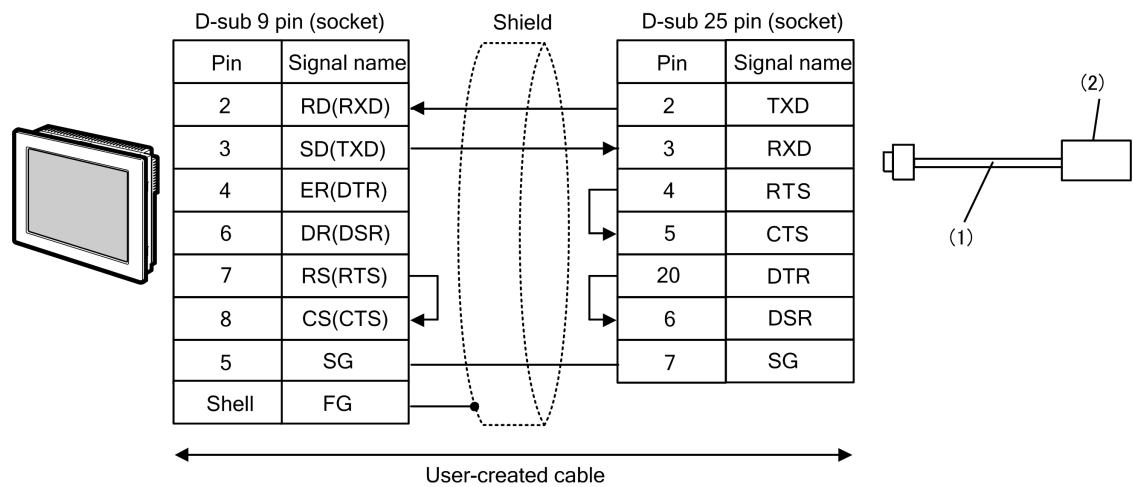 D-sub 9 pin (socket) Shield D-sub 25 pin (socket)
Pin Signal name Pin Signal name
2 RD(RXD) 2 TXD
3 SD(TXD) 3 RXD
4 ER(DTR) 4 RTS
6 DR(DSR) 5 CTS
7 RS(RTS) 20 DTR
8 CS(CTS) 6 DSR
5 SG 7 SG
Shell FG
User-created cable
(2)
(1)